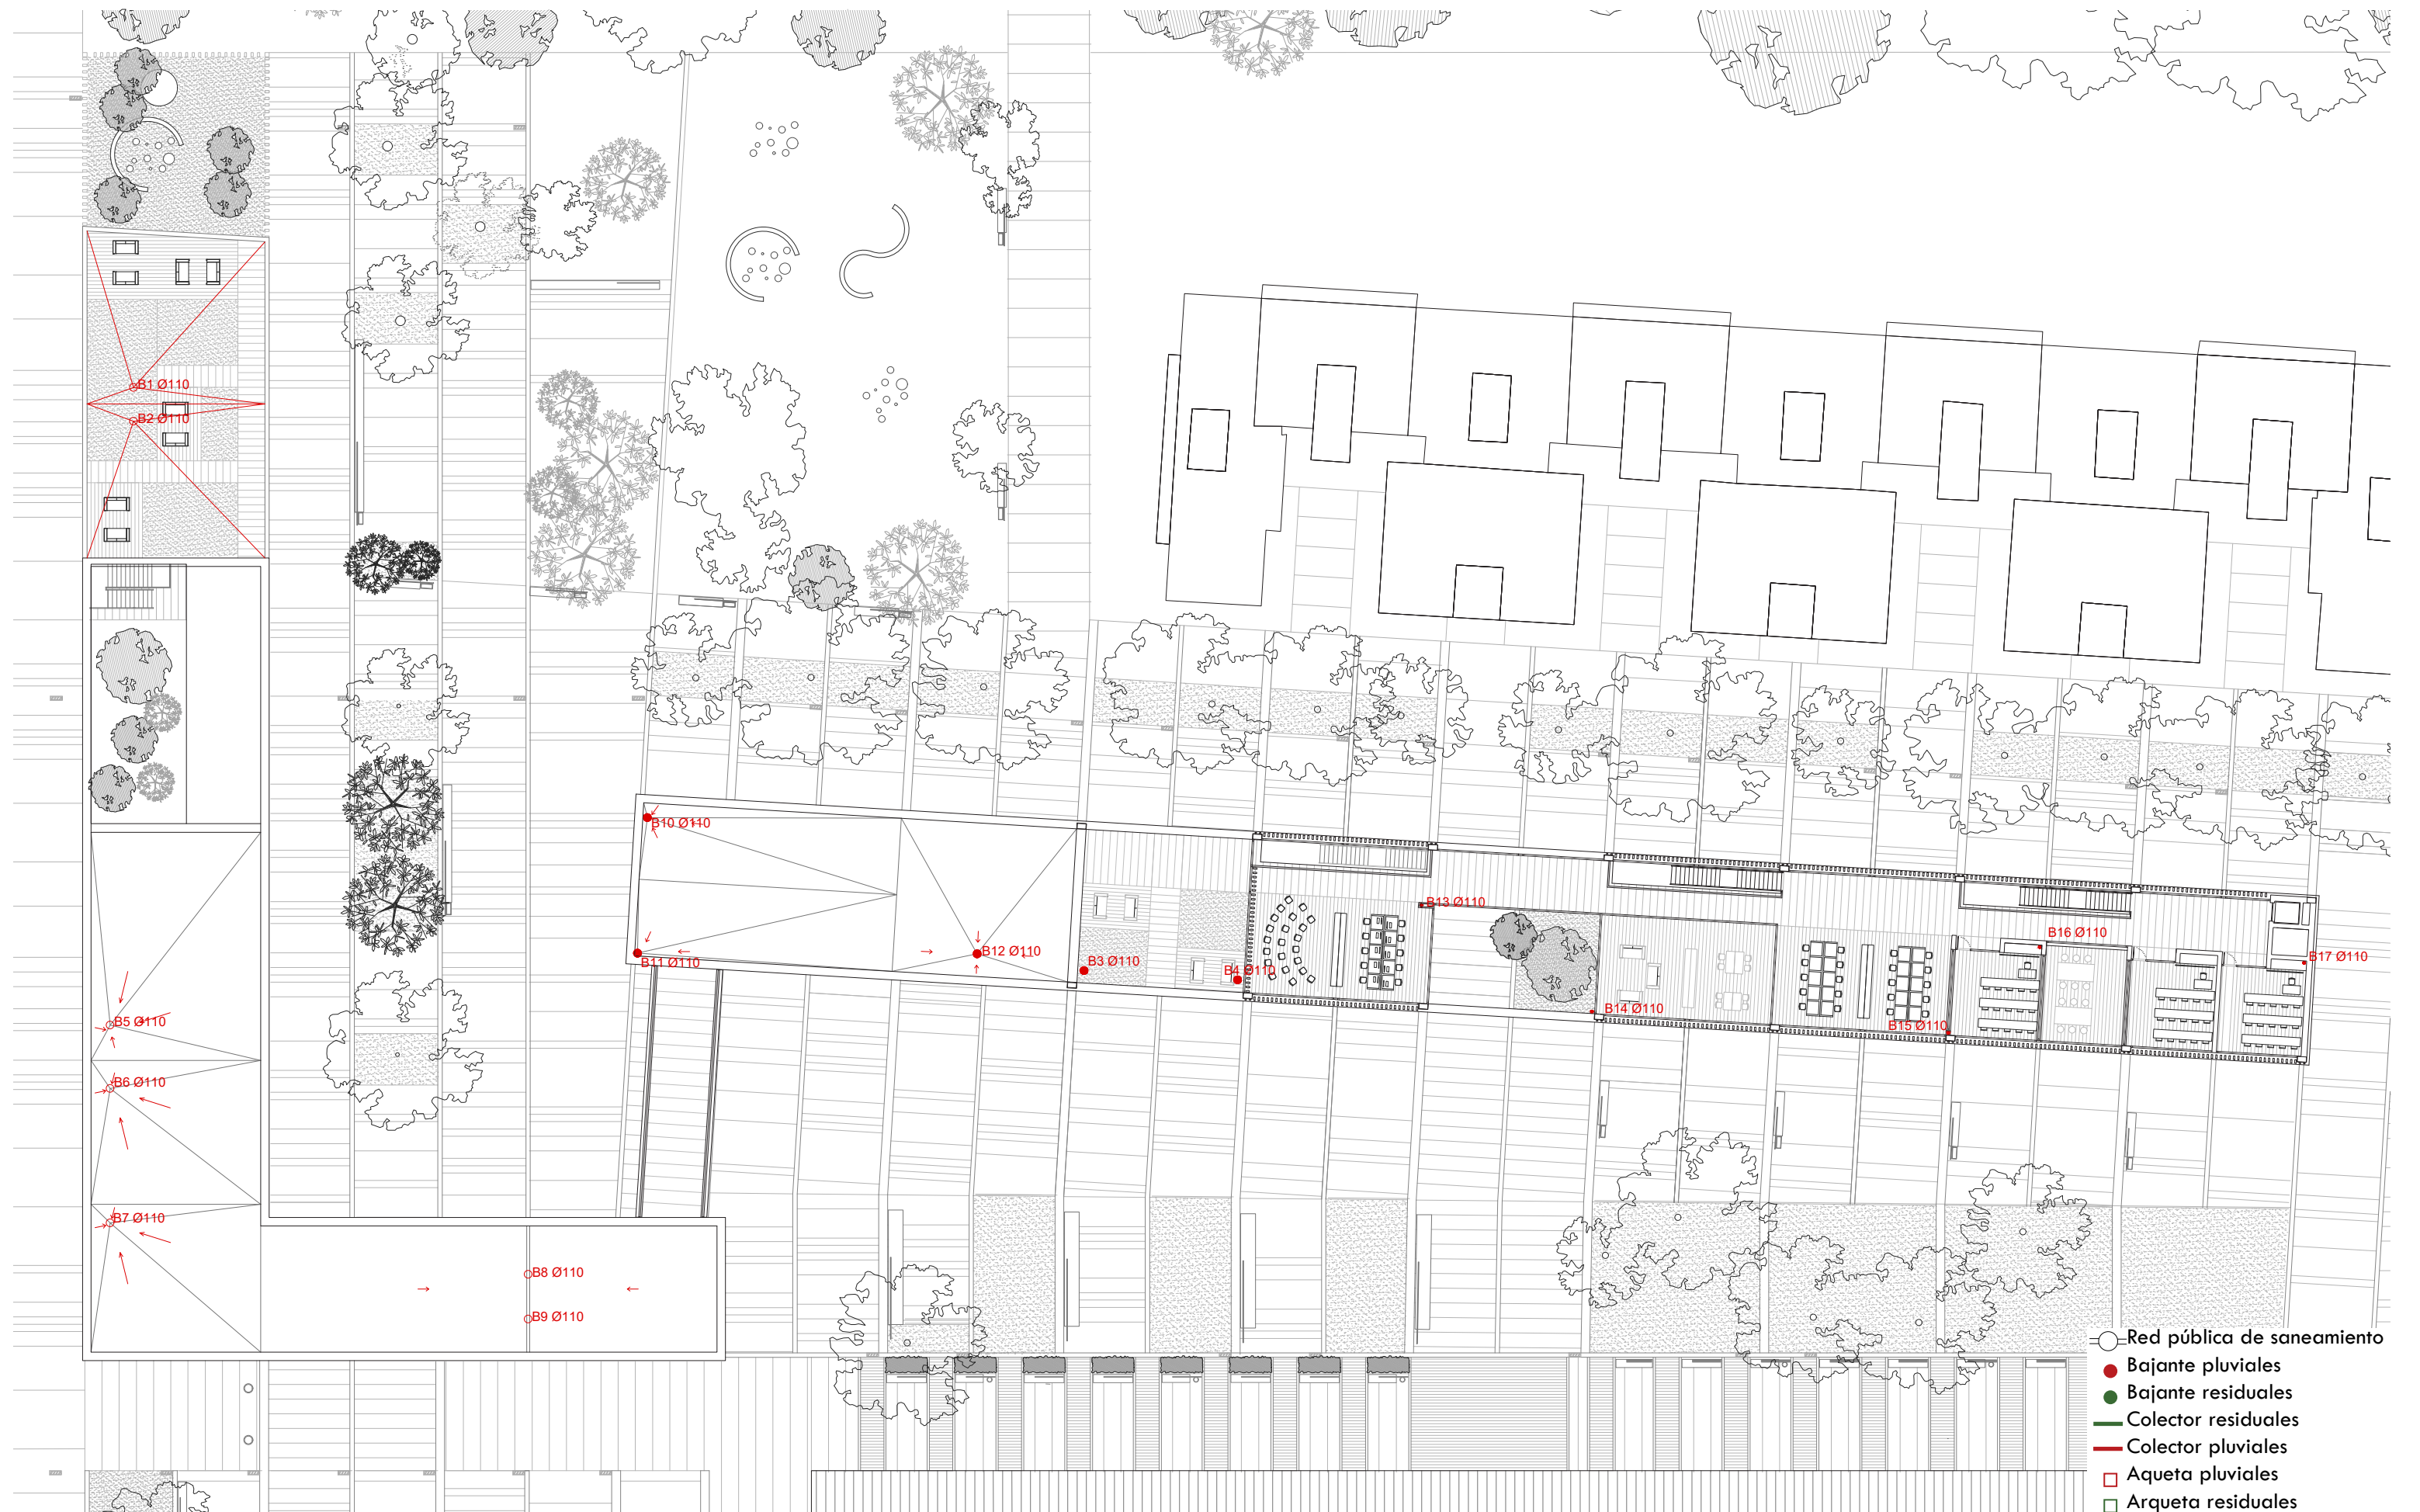 B1 Ø110
B2 Ø110
B10 Ø110
B13 Ø110
B16 Ø110
B12 Ø110
B17 Ø110
B11 Ø110
B3 Ø110
B4 Ø110
B14 Ø110
B5 Ø110
B15 Ø110
B6 Ø110
B7 Ø110
B8 Ø110
B9 Ø110
Red pública de saneamiento
Bajante pluviales
Bajante residuales
Colector residuales
Colector pluviales
Aqueta pluviales
Arqueta residuales